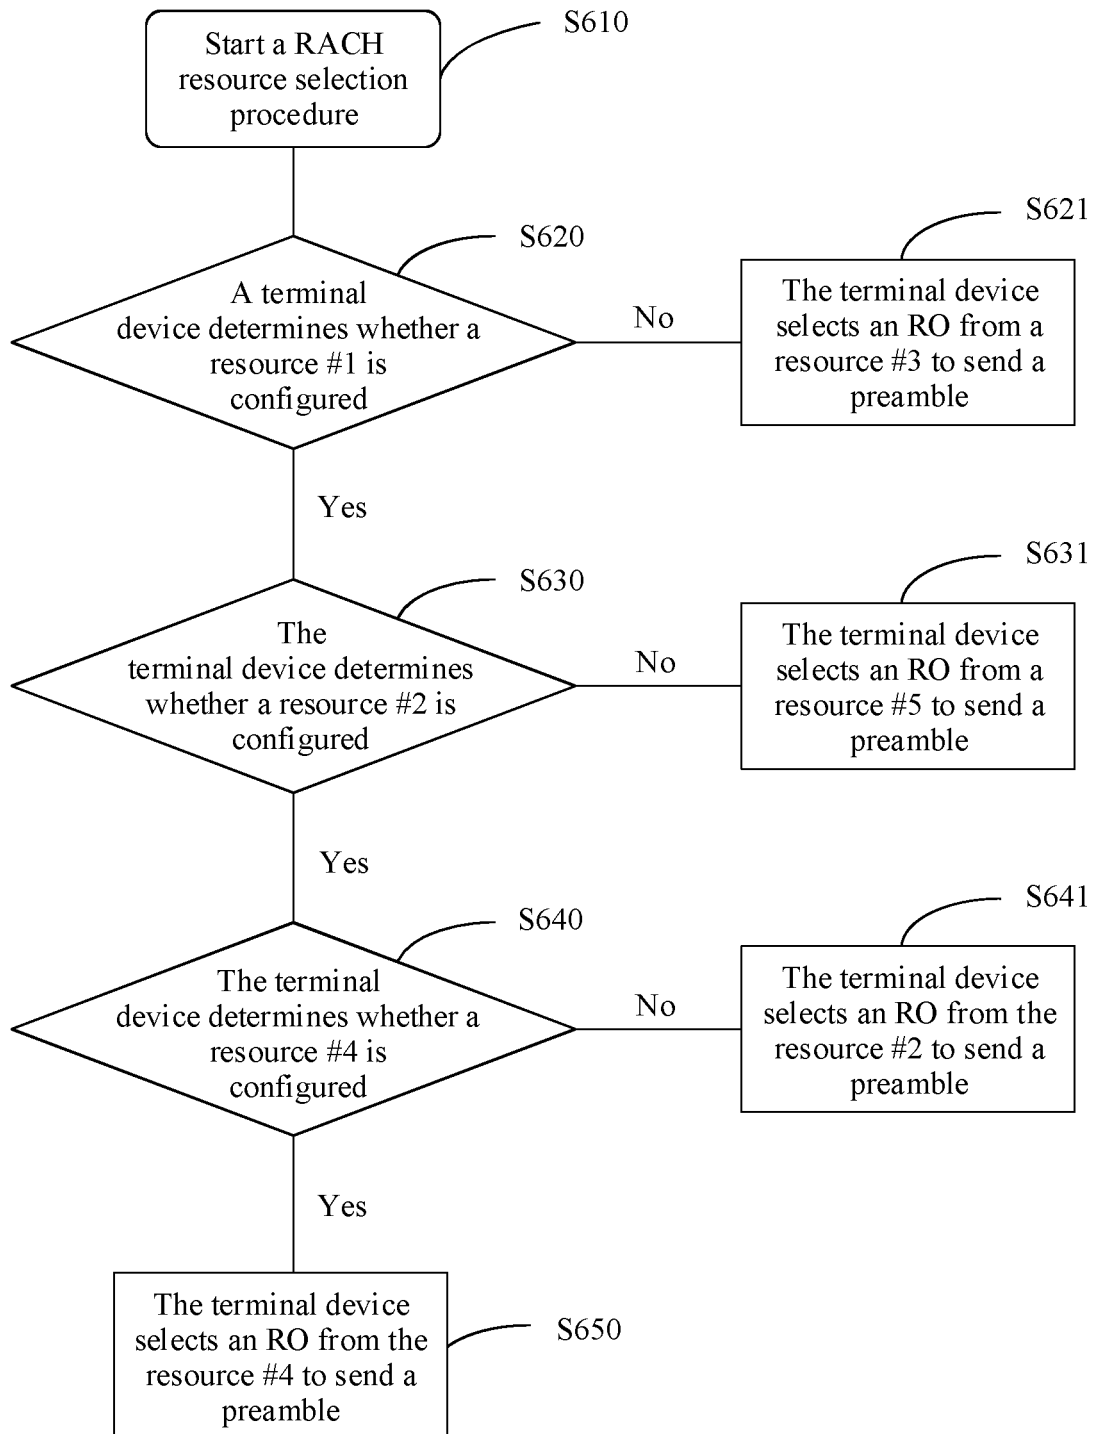 Start a RACH
resource selection
procedure
S610
S620
A terminal
device determines whether a
resource #1 is
configured
No
S621
The terminal device
selects an RO from a
resource #3 to send a
preamble
Yes
S630
The
terminal device determines
whether a resource #2 is
configured
No
S631
The terminal device
selects an RO from a
resource #5 to send a
preamble
Yes
S640
The terminal
device determines whether a
resource #4 is
configured
No
S641
The terminal device
selects an RO from the
resource #2 to send a
preamble
Yes
The terminal device
selects an RO from the
resource #4 to send a
preamble
S650